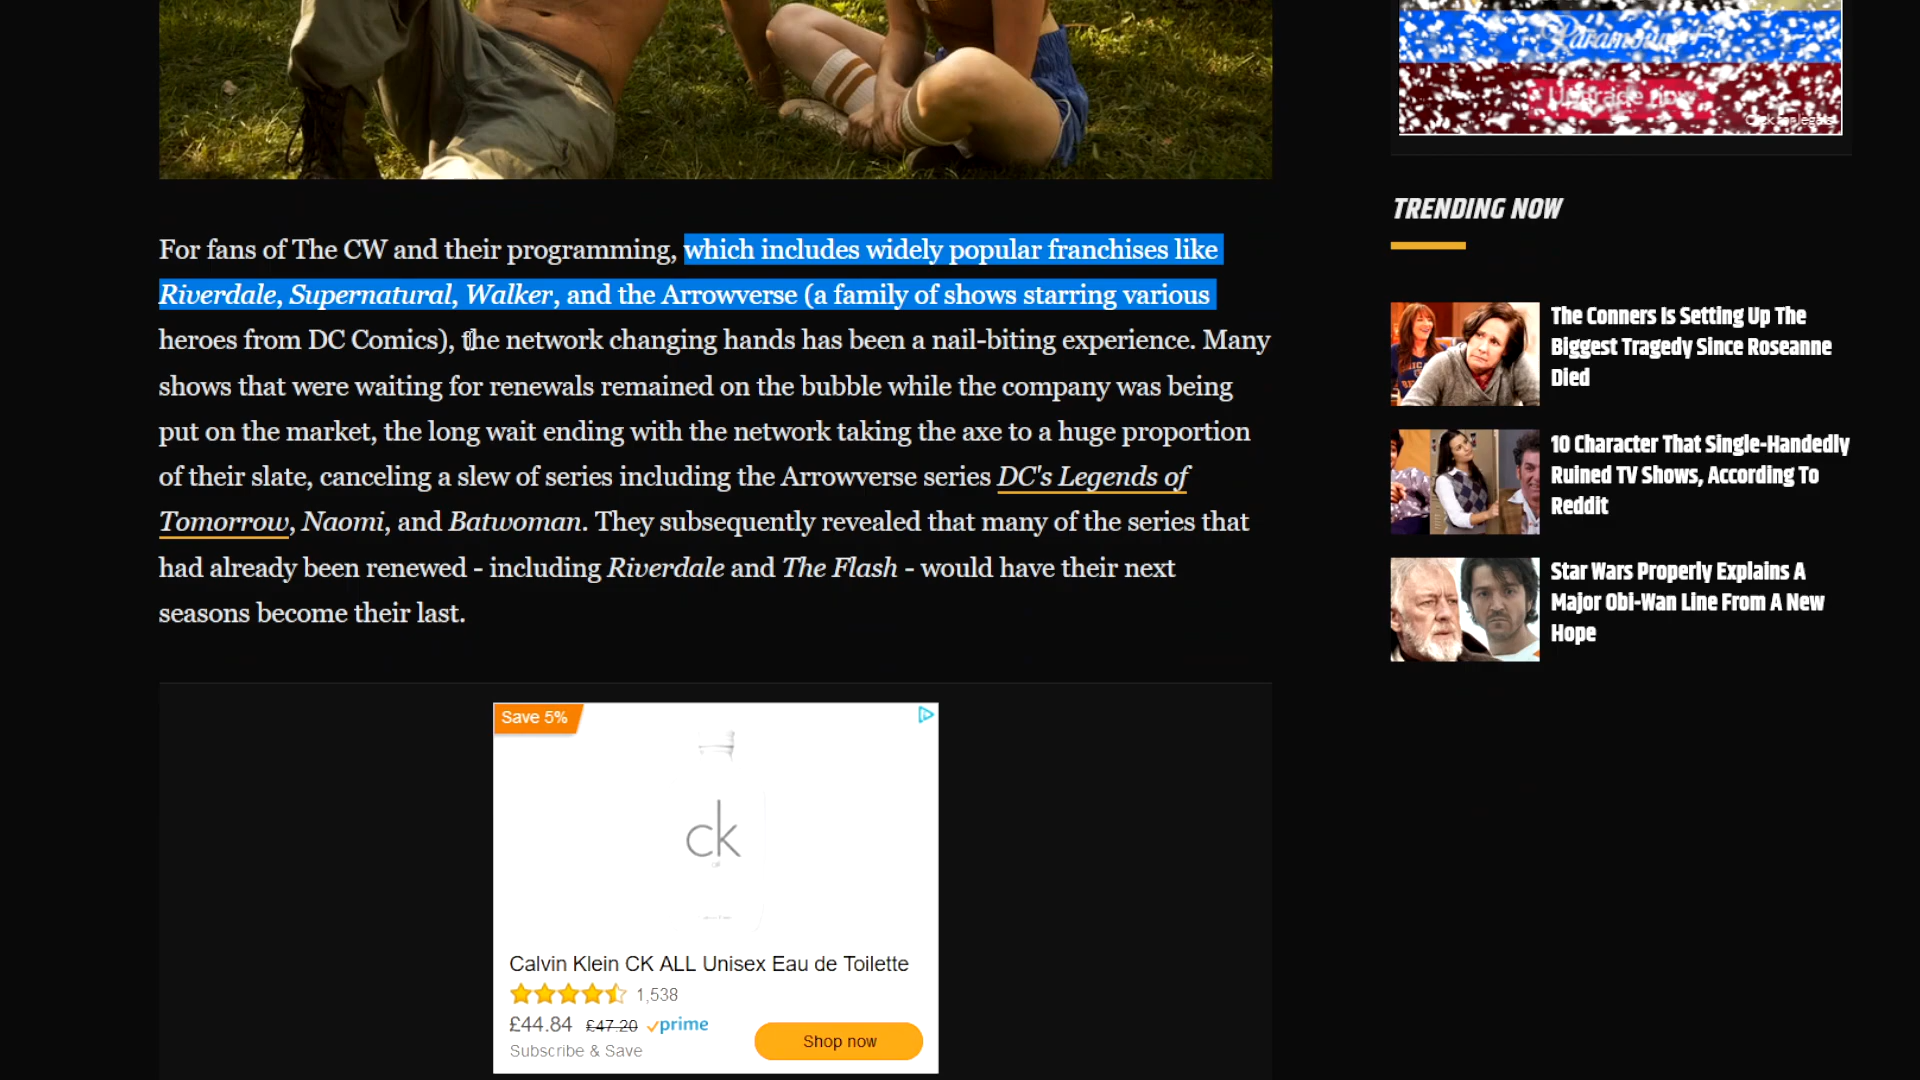 Paramount+
Upgrade now
Click for legals
TRENDING NOW
For fans of The CW and their programming, which includes widely popular franchises like
Riverdale, Supernatural, Walker, and the Arrowverse (a family of shows starring various
heroes from DC Comics), the network changing hands has been a nail-biting experience. Many
shows that were waiting for renewals remained on the bubble while the company was being
put on the market, the long wait ending with the network taking the axe to a huge proportion
of their slate, canceling a slew of series including the Arrowverse series DC's Legends of
Tomorrow, Naomi, and Batwoman. They subsequently revealed that many of the series that
had already been renewed - including Riverdale and The Flash - would have their next
seasons become their last.
The Conners Is Setting Up The
Biggest Tragedy Since Roseanne
Died
10 Character That Single-Handedly
Ruined TV Shows, According To
Reddit
Star Wars Properly Explains A
Major Obi-Wan Line From A New
Hope
Save 5%
ck
Calvin Klein CK ALL Unisex Eau de Toilette
1,538
£44.84 £47.20 prime
Subscribe & Save
Shop now